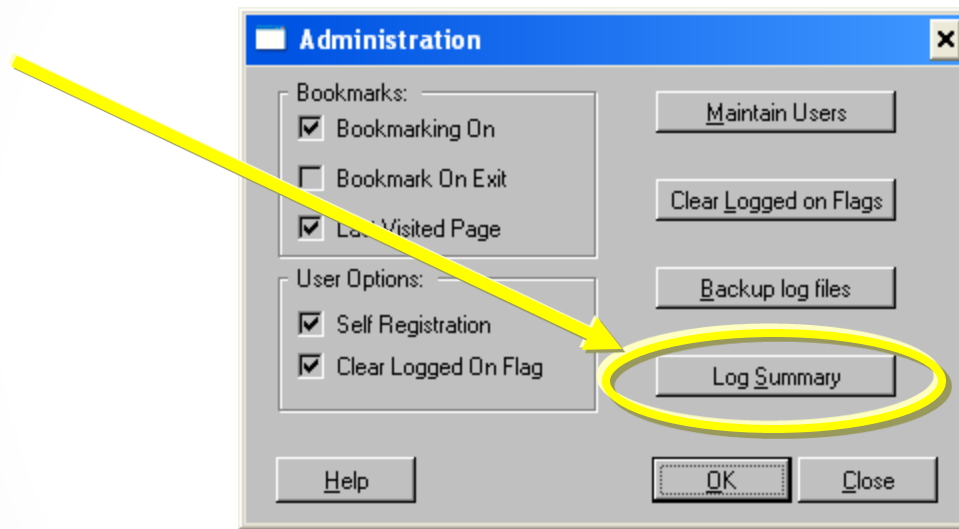 Administration
Bookmarks:
Bookmarking On
Bookmark On Exit
Last Visited Page
User Options:
Self Registration
Clear Logged On Flag
Maintain Users
Clear Logged on Flags
Backup log files
Log Summary
Help
OK
Close